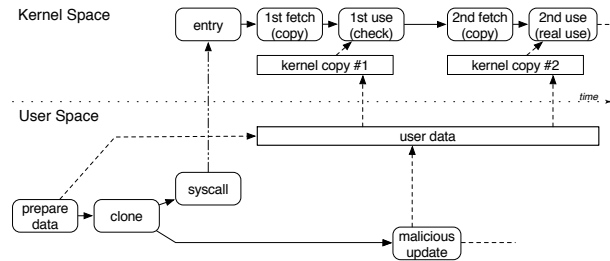 Kernel Space
entry
1st fetch
(copy)
1st use
(check)
2nd fetch
(copy)
2nd use
(real use)
kernel copy #1
kernel copy #2
time
User Space
user data
syscall
prepare
data
clone
malicious
update